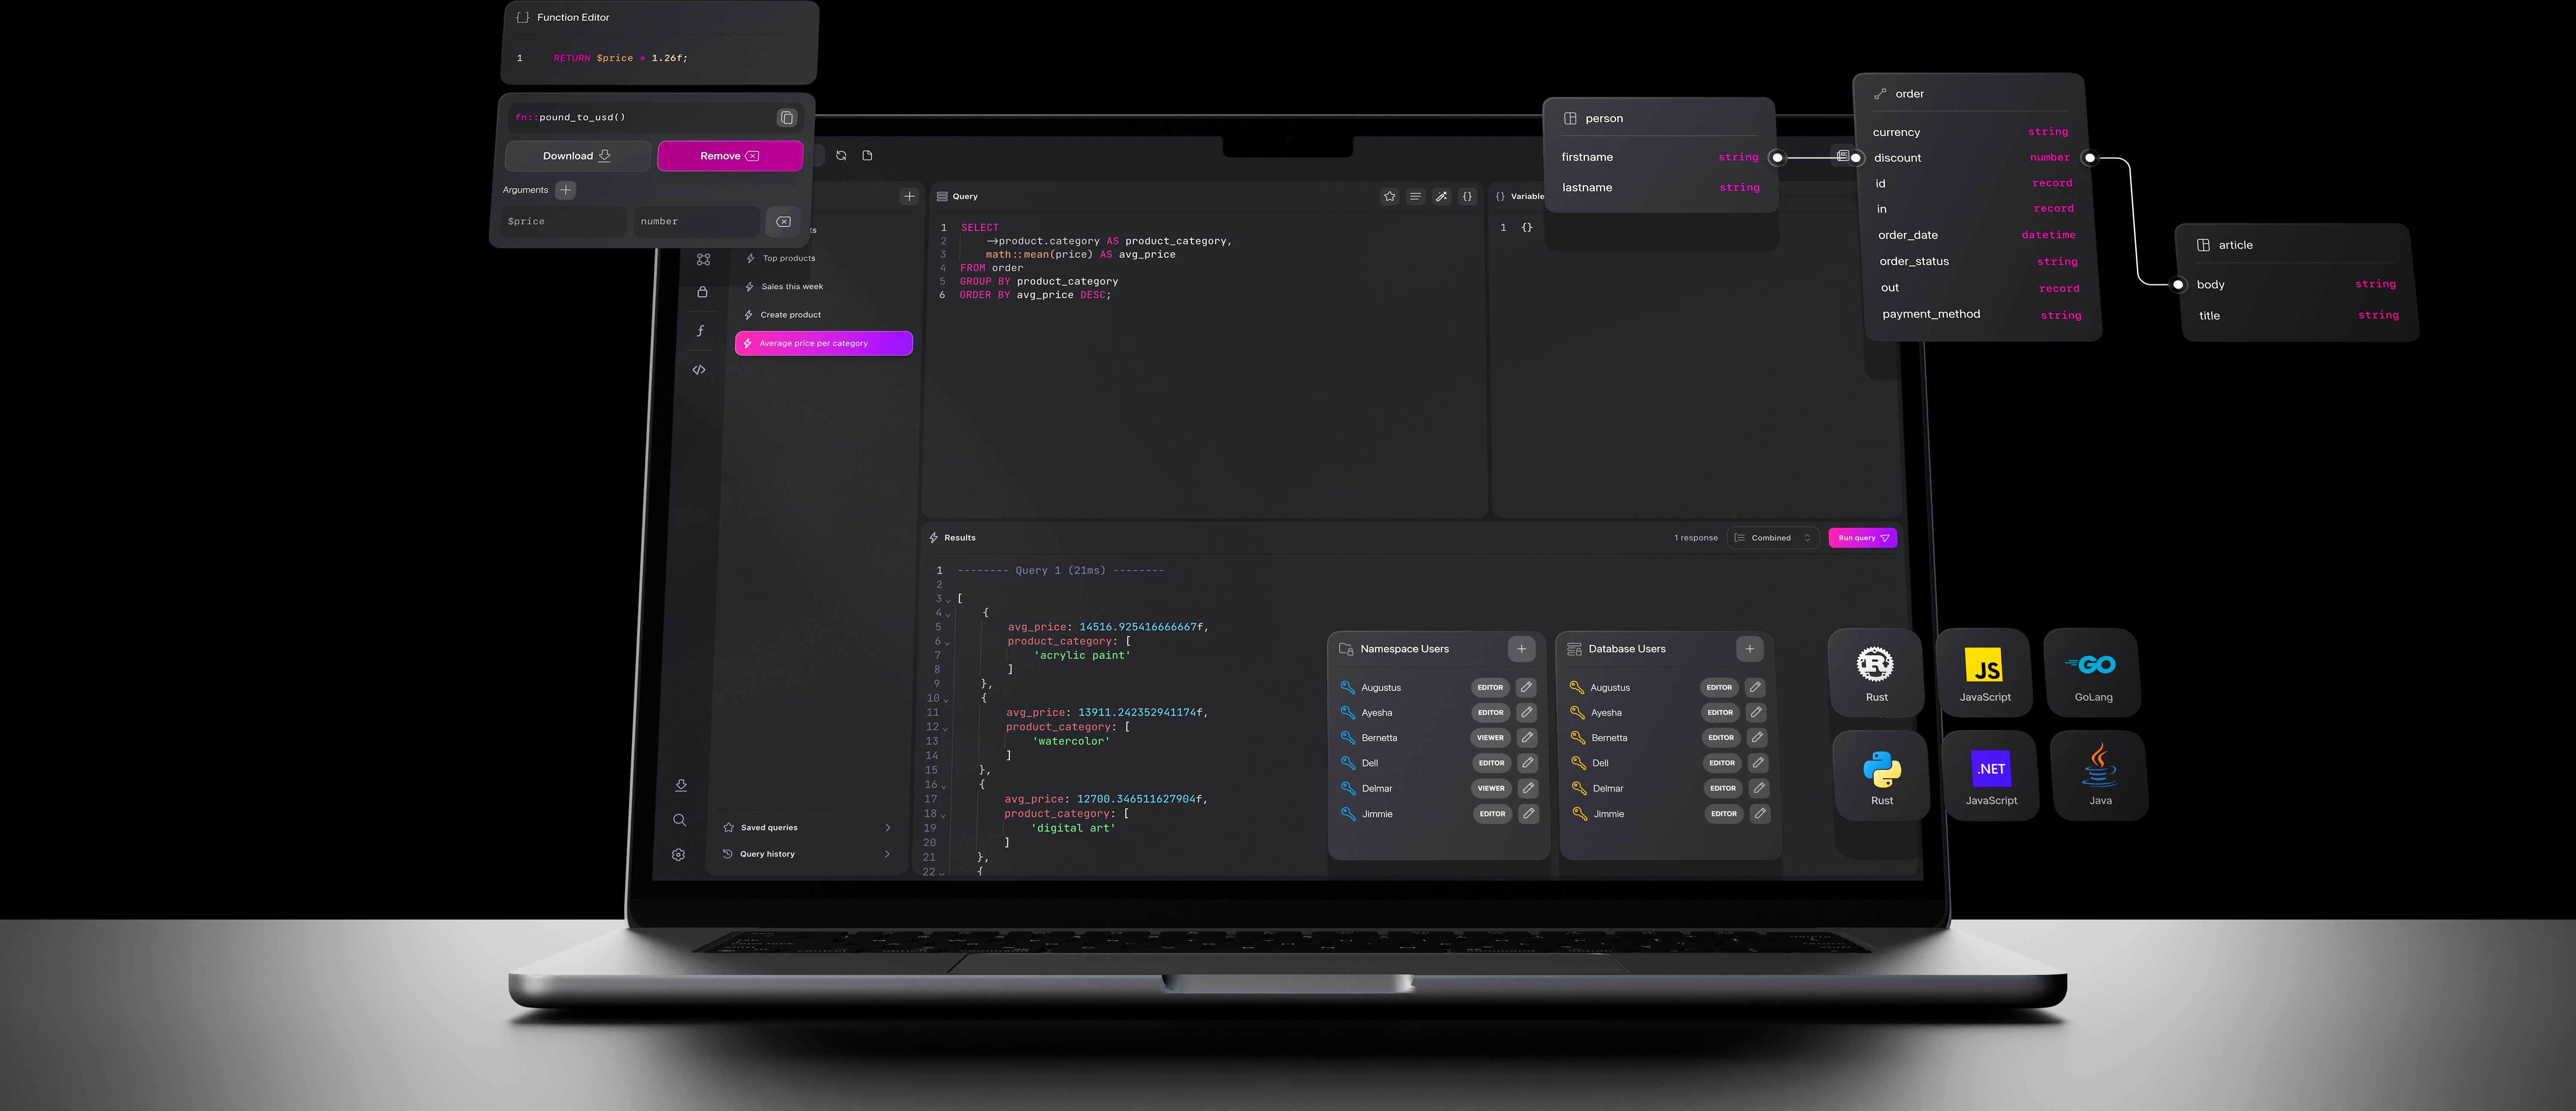 Function Editor
1 RETURN $price * 1.26f;
fn::pound_to_usd()
Download
Remove
Arguments
$price number
Top products
Sales this week
Create product
Average price per category
Saved queries
Query history
Query
1 SELECT
2 ->product.category AS product_category,
3 math::mean(price) AS avg_price
4 FROM order
5 GROUP BY product_category
6 ORDER BY avg_price DESC;
{} Variable
1 {}
person
firstname string
lastname string
order
currency string
discount number
id record
in record
order_date datetime
order_status string
out record
payment_method string
article
body string
title string
Results
1 response
Combined
Run query
1 -------- Query 1 (21ms) --------
2
3 [
4 {
5 avg_price: 14516.925416666667f,
6 product_category: [
7 'acrylic paint'
8 ]
9 },
10 {
11 avg_price: 13911.242352941174f,
12 product_category: [
13 'watercolor'
14 ]
15 },
16 {
17 avg_price: 12700.346511627904f,
18 product_category: [
19 'digital art'
20 ]
21 },
22 {
Namespace Users
Augustus EDITOR
Ayesha EDITOR
Bernetta VIEWER
Dell EDITOR
Delmar VIEWER
Jimmie EDITOR
Database Users
Augustus EDITOR
Ayesha EDITOR
Bernetta EDITOR
Dell EDITOR
Delmar EDITOR
Jimmie EDITOR
R
Rust
JS
JavaScript
GO
GoLang
Rust
.NET
JavaScript
Java